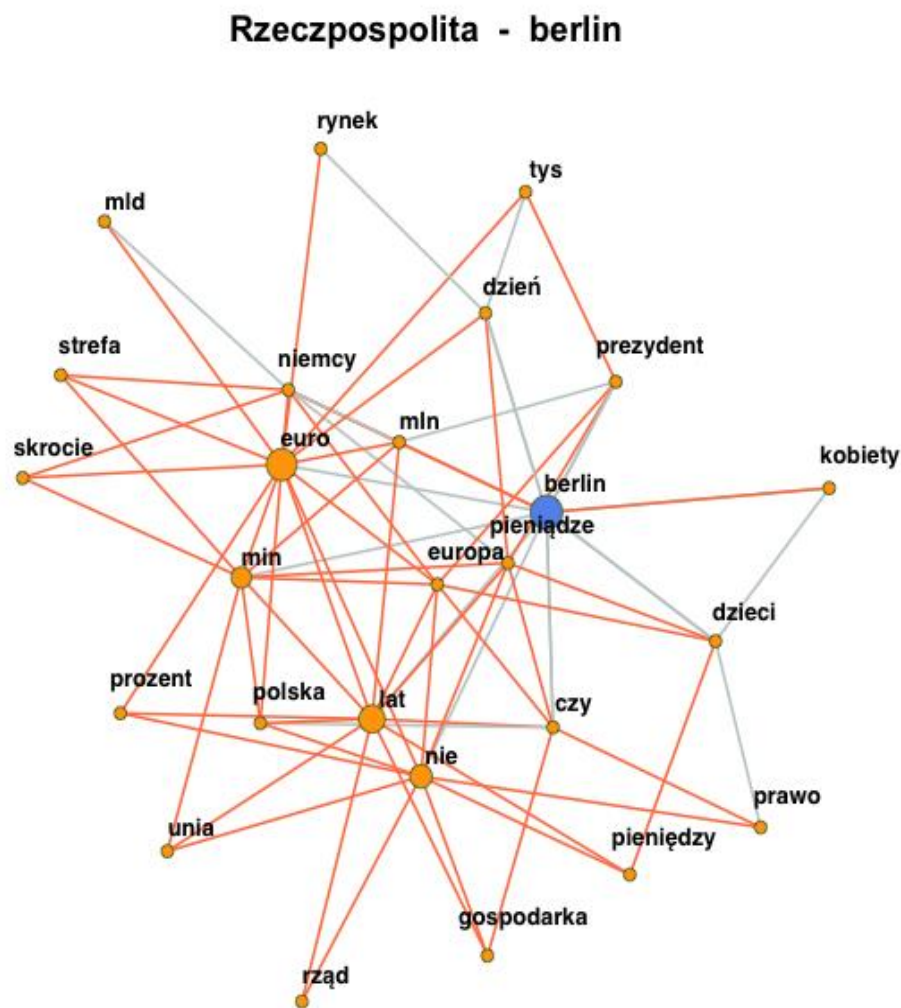 Rzeczpospolita - berlin
rynek
tys
mld
dzień
strefa
niemcy
prezydent
mln
euro
skrocie
kobiety
berlin
pieniądze
europa
min
dzieci
prozent
polska
lat
czy
nie
prawo
unia
pieniędzy
gospodarka
rząd